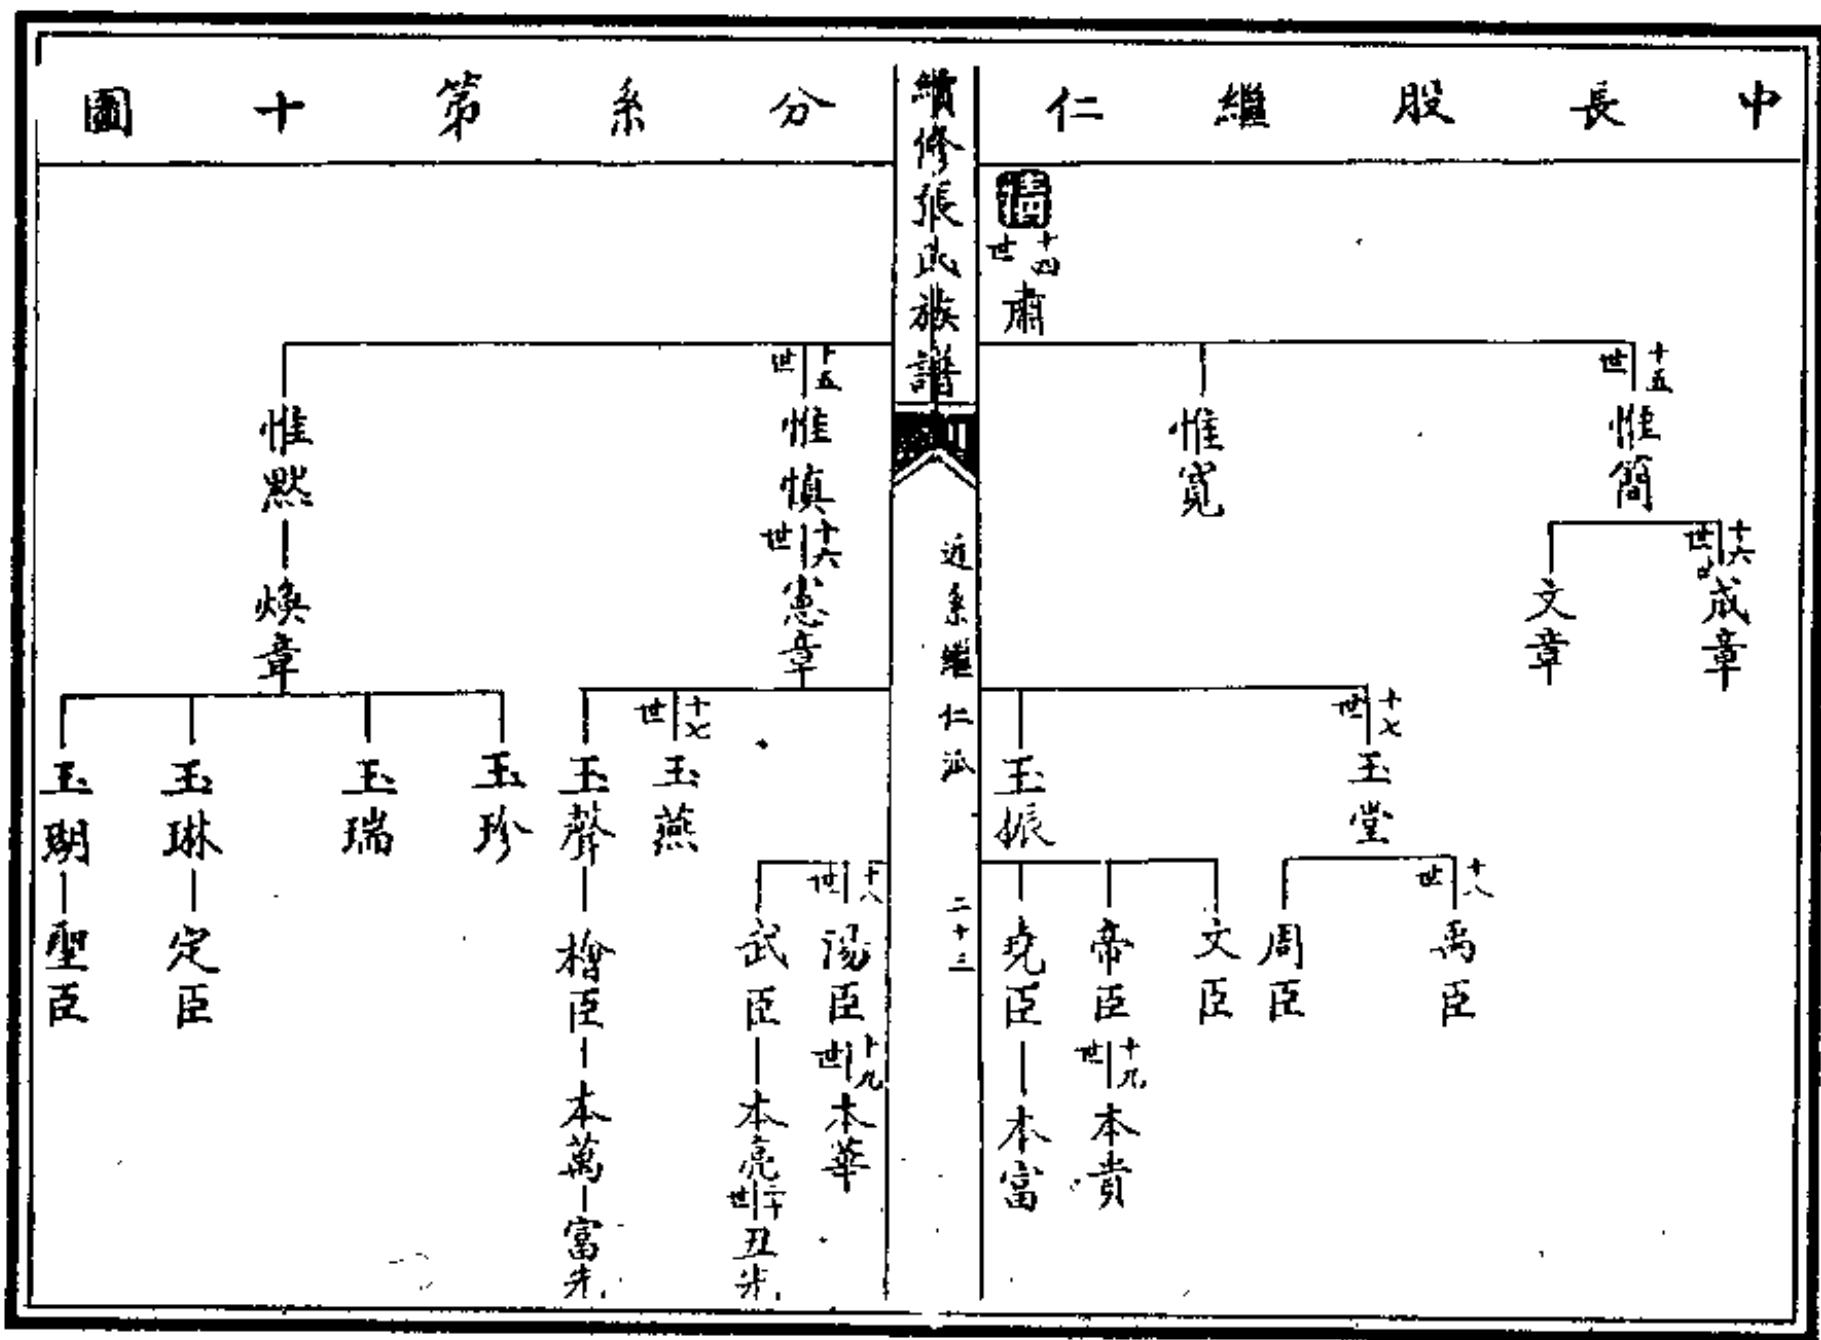 中長股繼仁
清
十四世
肅
十五世
惟簡
惟寬
十六世
成章
文章
十七世
玉堂
玉振
十八世
禹臣
周臣
文臣
帝臣
堯臣
十九世
本貴
本富
續修張氏族譜
繼仁派
二十三
分系第十圖
十五世
惟慎
惟默
十六世
憲章
煥章
十七世
玉燕
玉聲
玉珍
玉瑞
玉琳
玉瑚
十八世
湯臣
武臣
檜臣
定臣
聖臣
十九世
本華
本亮
本萬
二十世
丑先
富先